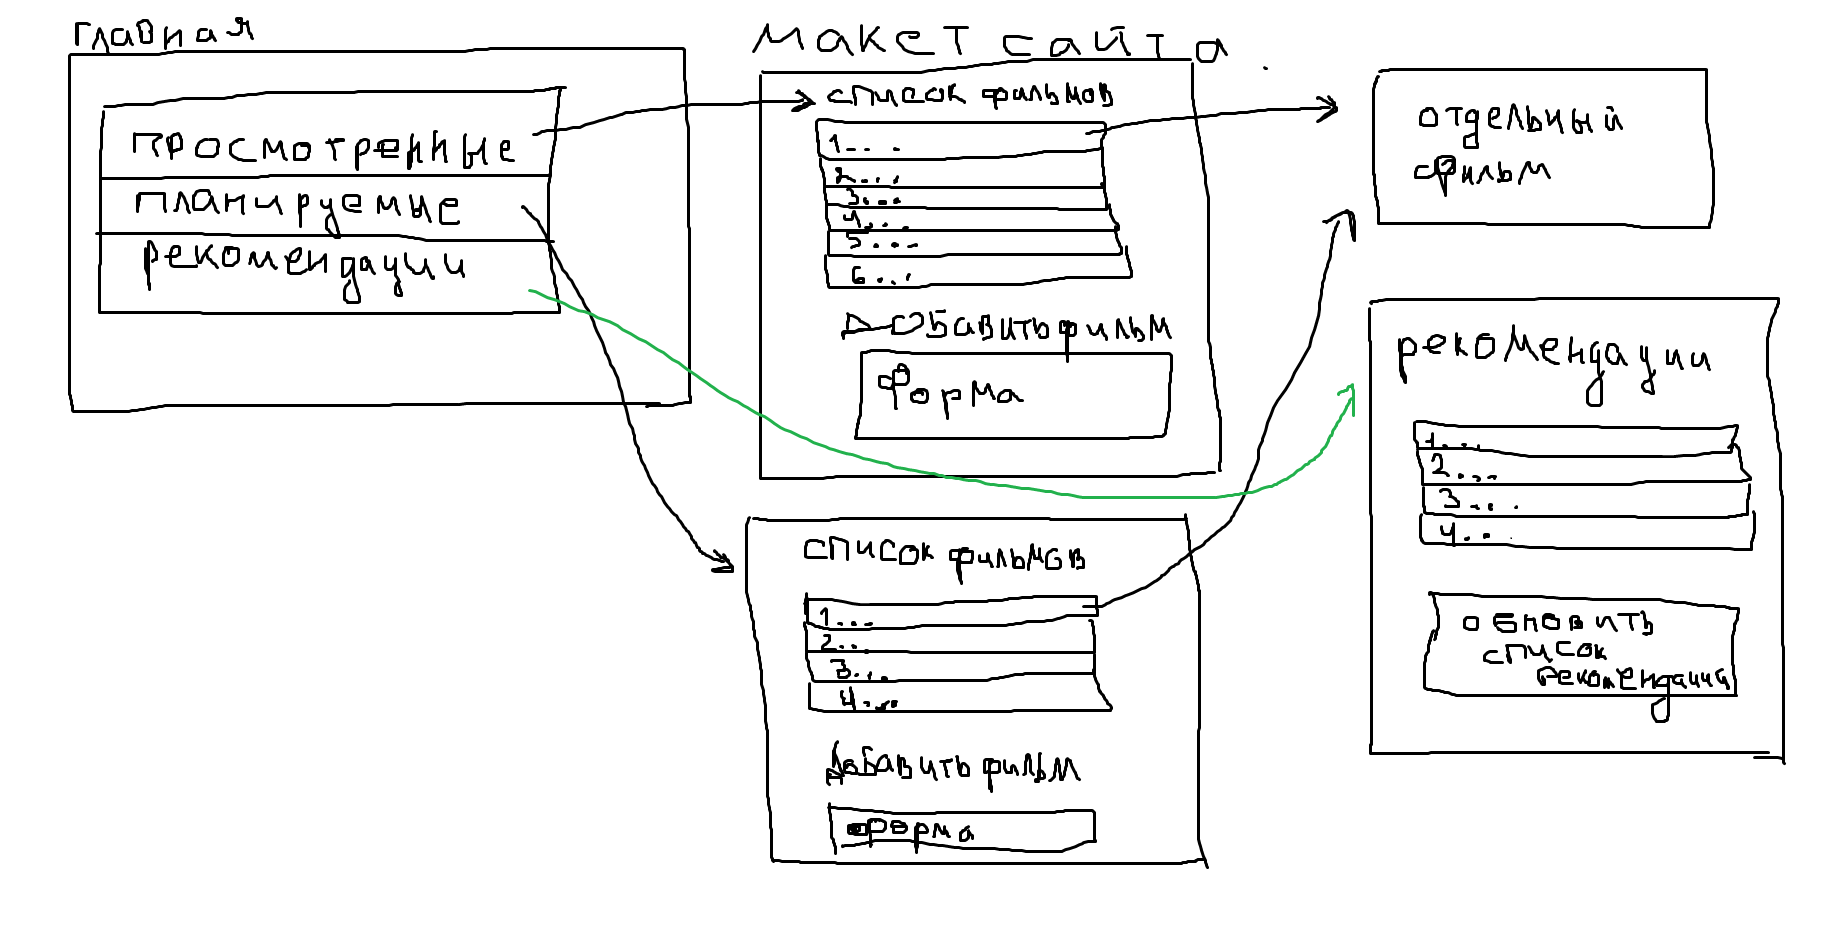 главная
просмотренные
планируемые
рекомендации
макет сайта
список фильмов
1...
2...
3...
4...
5...
6...
Добавить фильм
Форма
отдельный
фильм
список фильмов
1...
2...
3...
4...
Добавить фильм
форма
рекомендации
1...
2...
3...
4...
обновить
список
рекомендаций